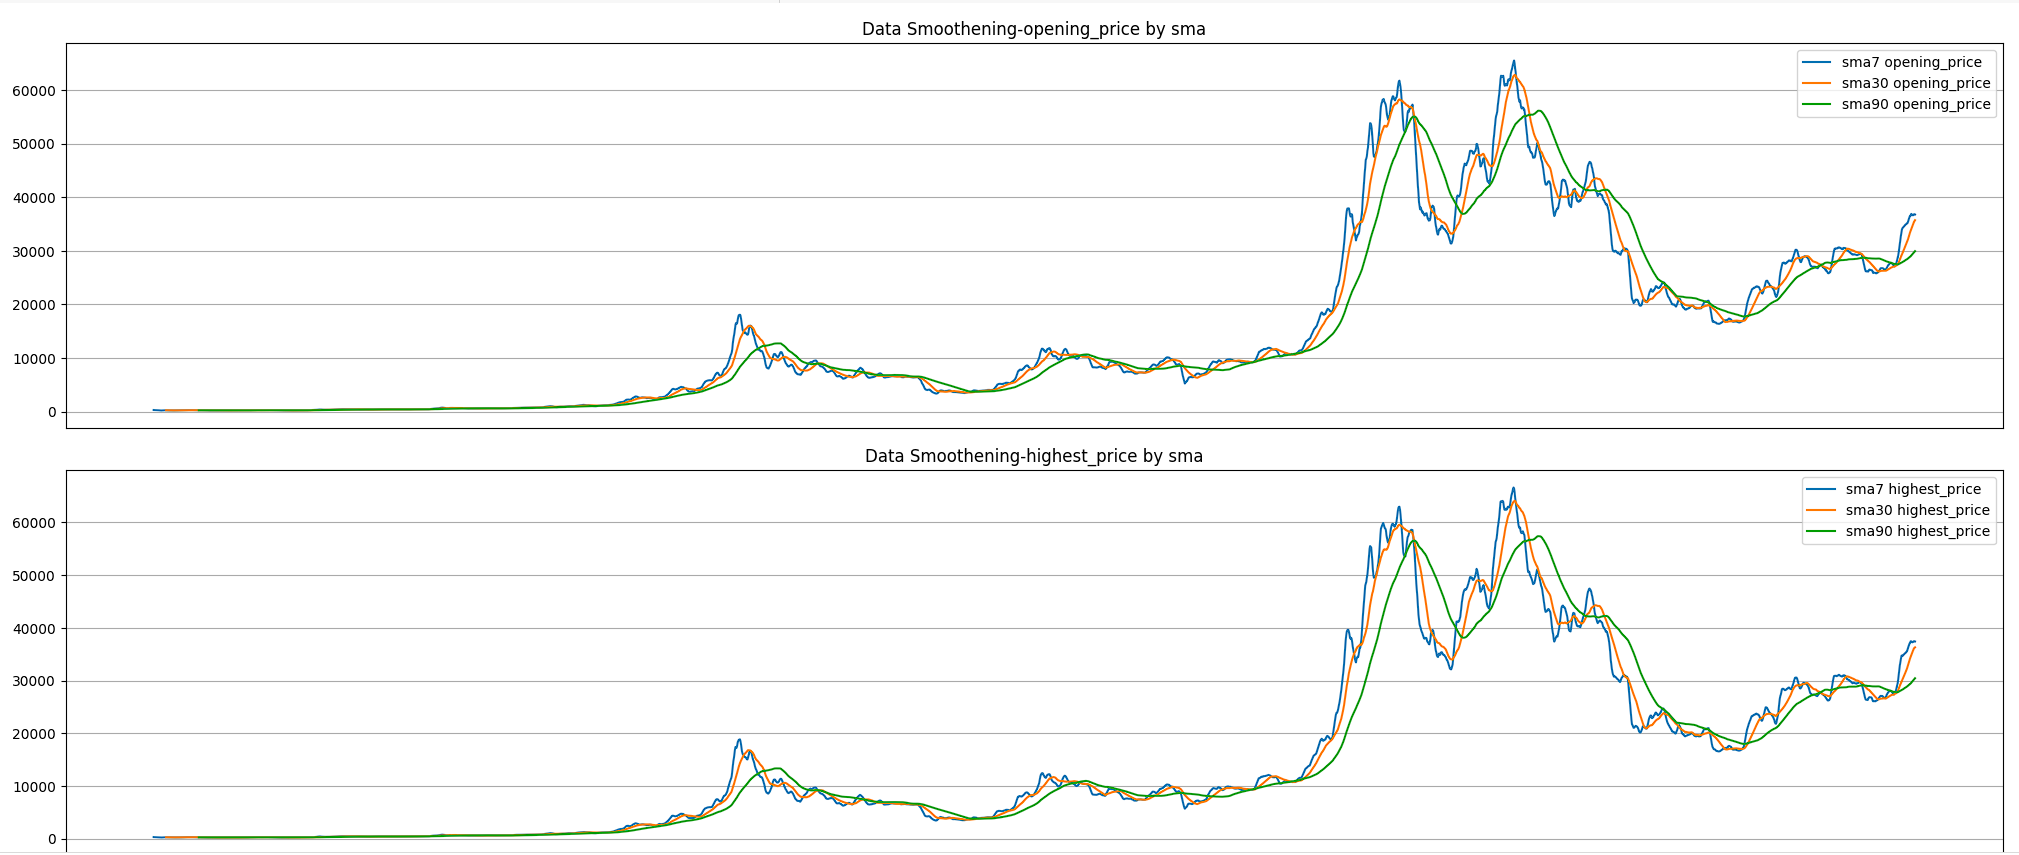 Data Smoothening-opening_price by sma
sma7 opening_price
sma30 opening_price
sma90 opening_price
60000
50000
40000
30000
20000
10000
0
Data Smoothening-highest_price by sma
sma7 highest_price
sma30 highest_price
sma90 highest_price
60000
50000
40000
30000
20000
10000
0